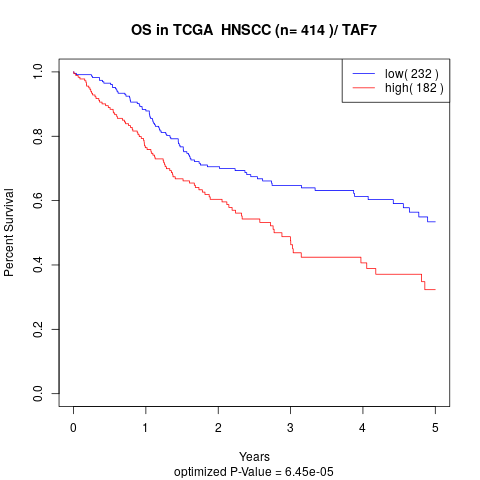 OS in TCGA  HNSCC (n= 414 )/ TAF7
low( 232 )
high( 182 )
Percent Survival
1.0
0.8
0.6
0.4
0.2
0.0
0 1 2 3 4 5
Years
optimized P-Value = 6.45e-05